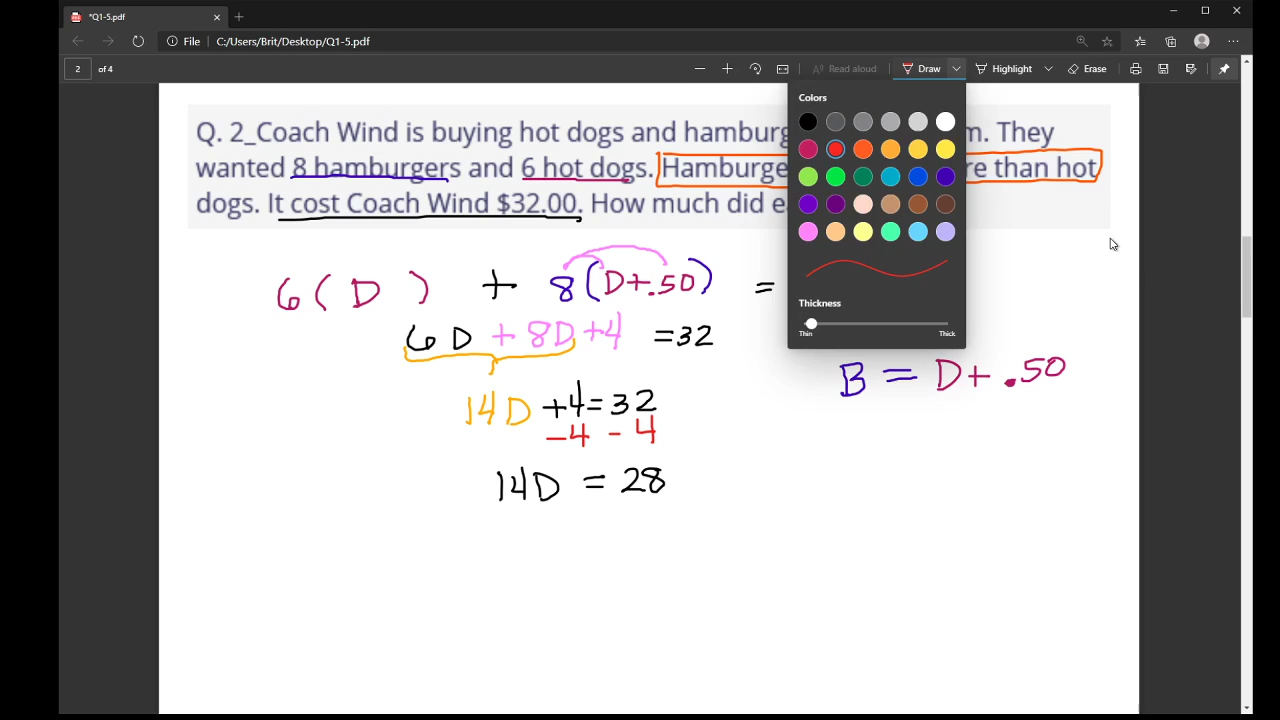 *Q1-5.pdf
File C:/Users/Brit/Desktop/Q1-5.pdf
2 of 4 Read aloud Draw Highlight Erase
Colors
Thickness
Thin Thick
Q. 2_Coach Wind is buying hot dogs and hamburg m. They
wanted 8 hamburgers and 6 hot dogs. Hamburge re than hot
dogs. It cost Coach Wind $32.00. How much did ea
6( D ) + 8(D+.50) =
6D + 8D +4 =32
B = D+ .50
14D +4=32
-4 - 4
14D = 28